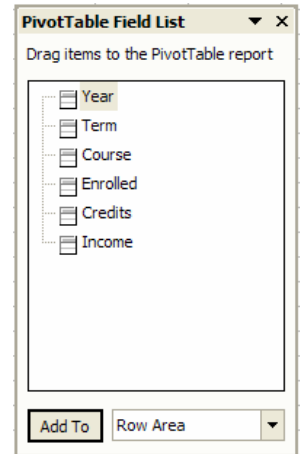 PivotTable Field List
Drag items to the PivotTable report
Year
Term
Course
Enrolled
Credits
Income
Add To Row Area